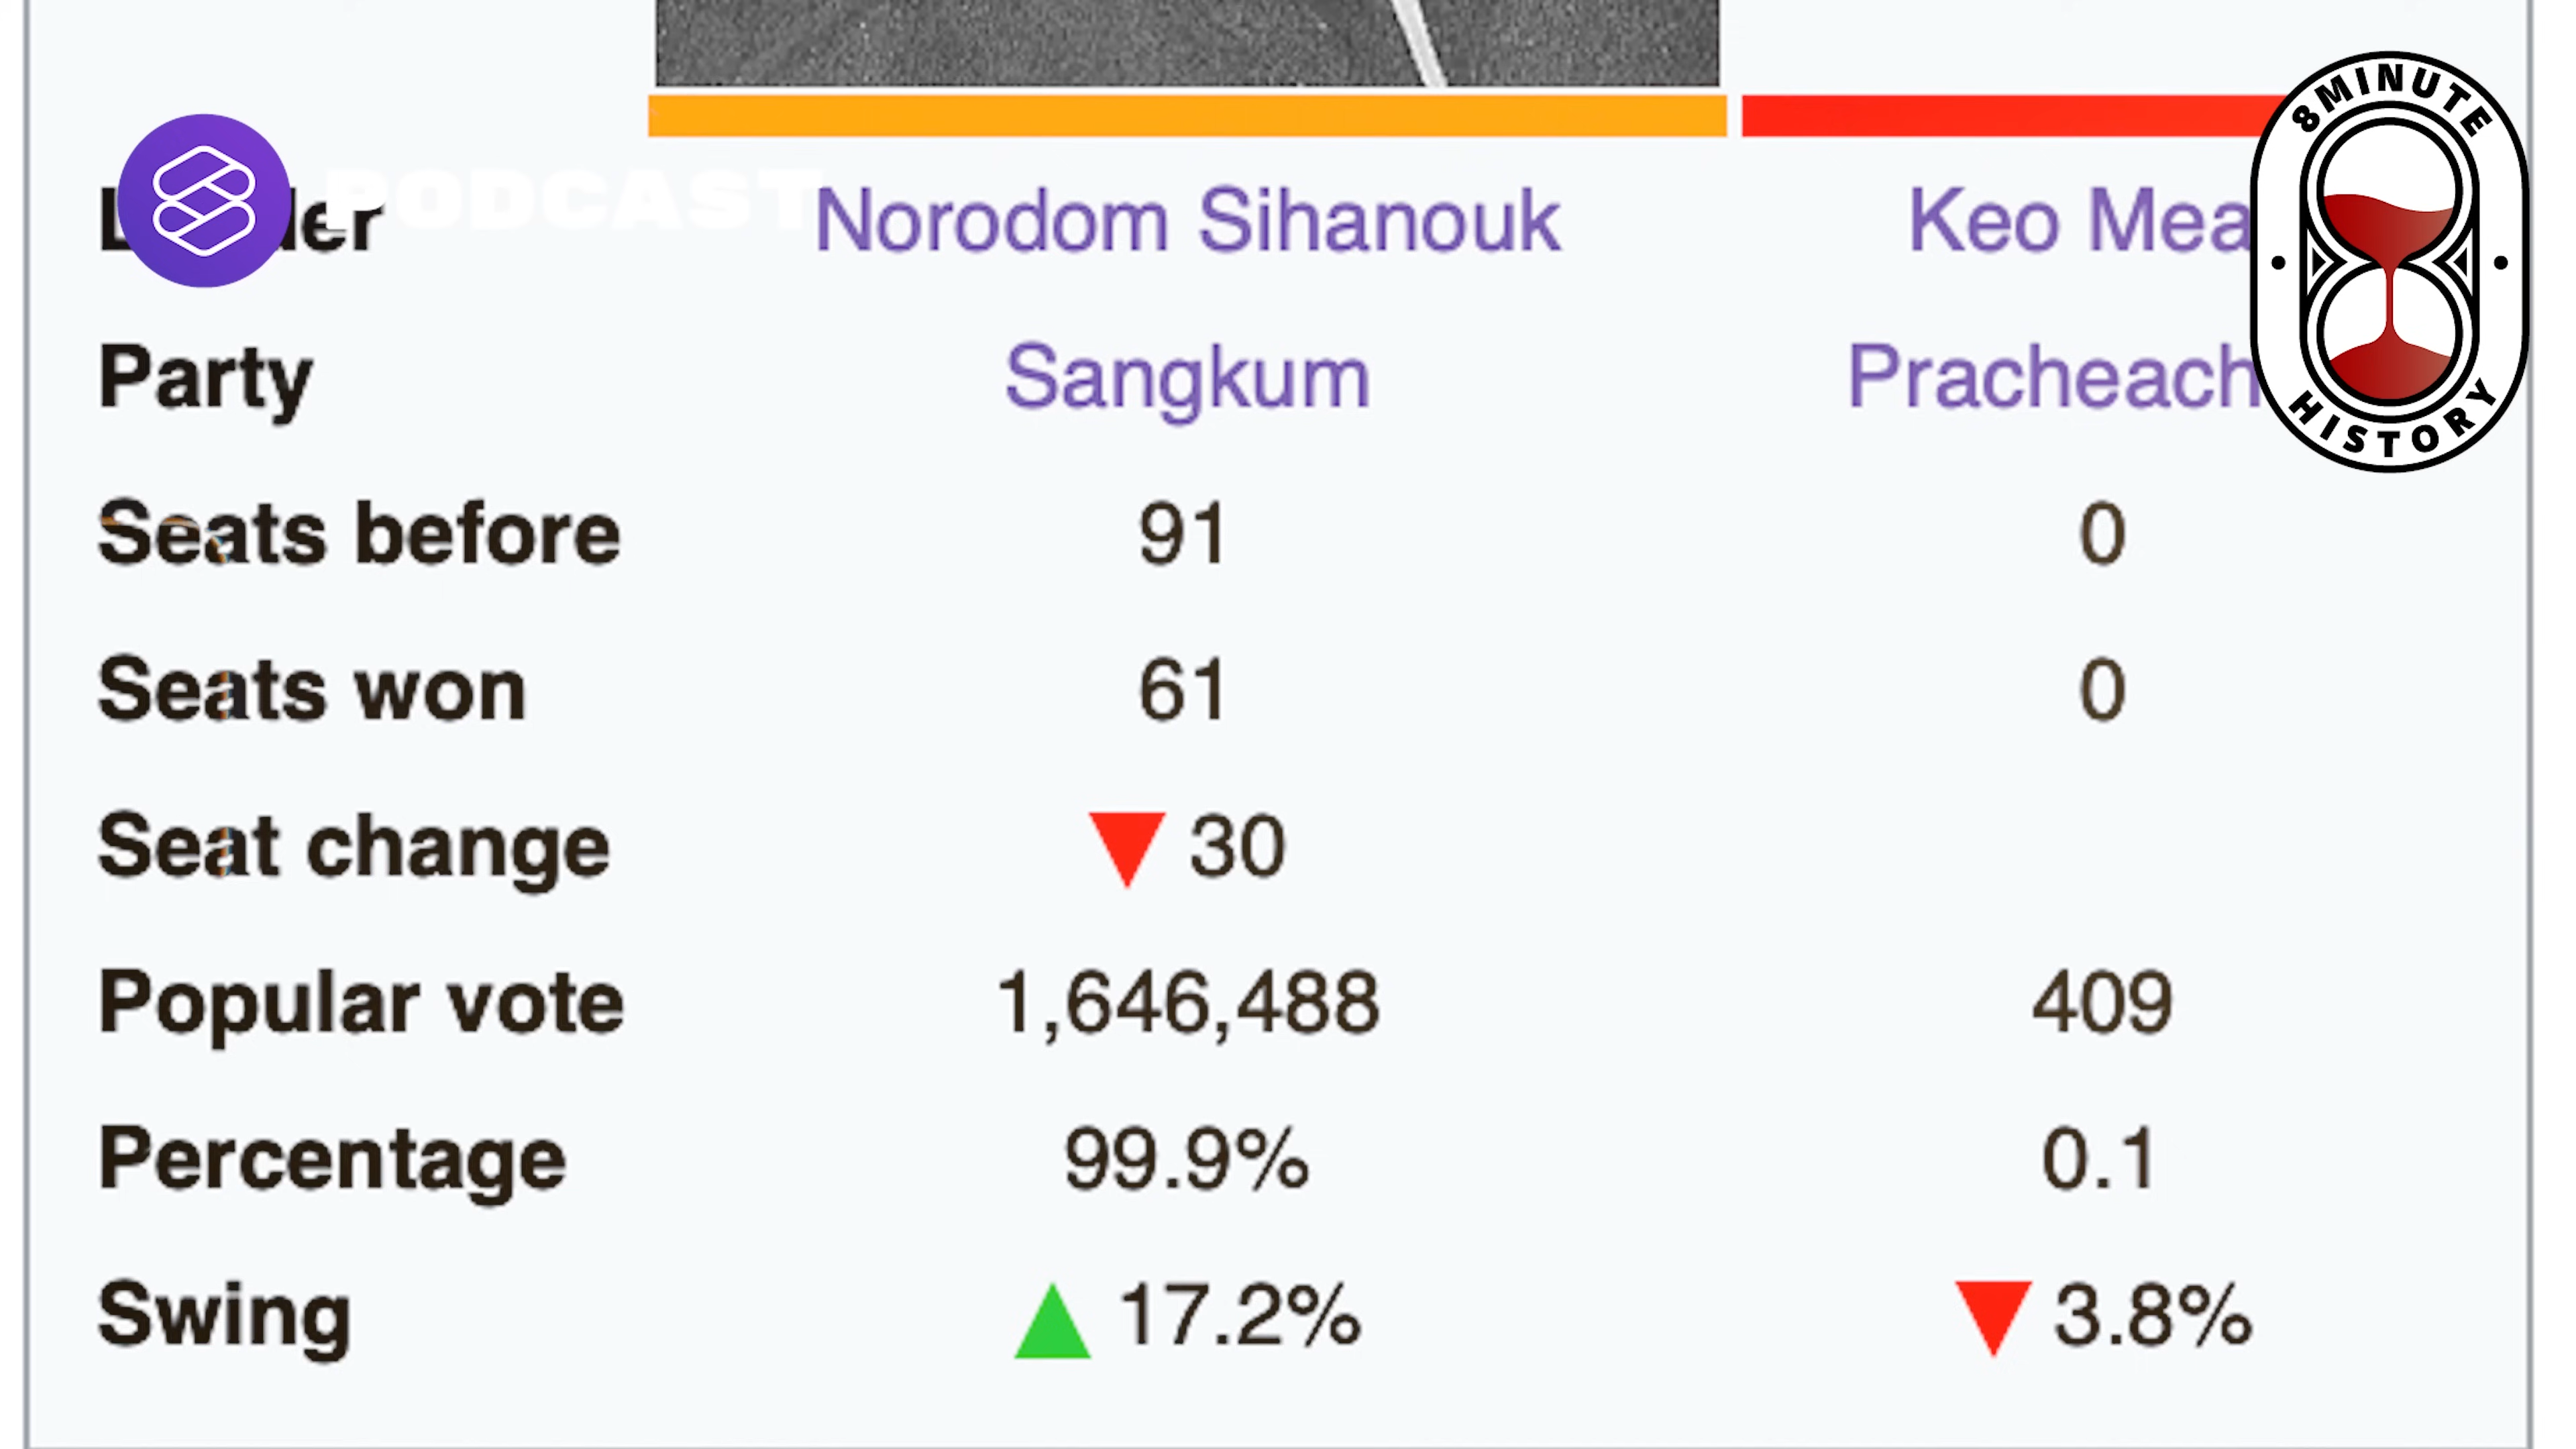 8MINUTE HISTORY
PODCAST
Norodom Sihanouk Keo Mea
Party Sangkum Pracheach
Seats before 91 0
Seats won 61 0
Seat change ▼ 30
Popular vote 1,646,488 409
Percentage 99.9% 0.1
Swing ▲ 17.2% ▼ 3.8%